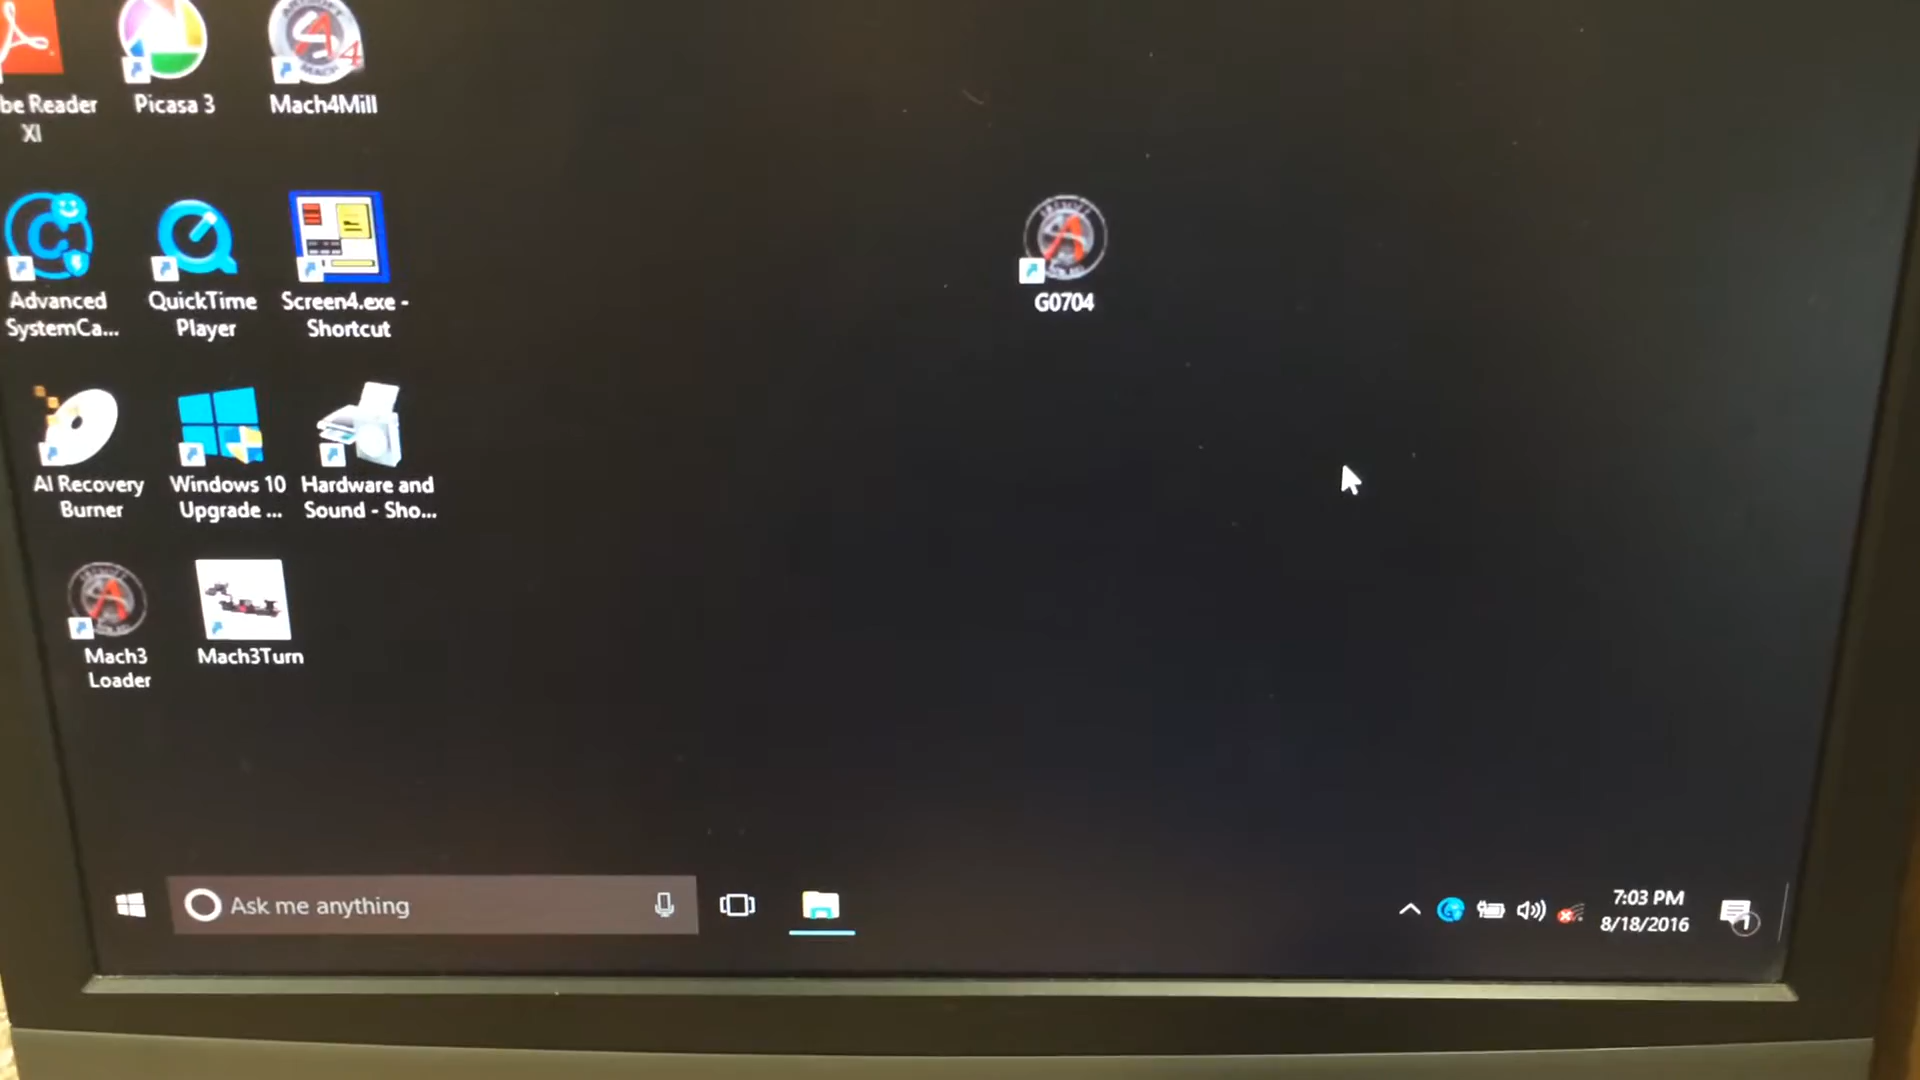 be Reader
XI
Picasa 3
Mach4Mill
Advanced
SystemCa...
QuickTime
Player
Screen4.exe -
Shortcut
G0704
AI Recovery
Burner
Windows 10
Upgrade ...
Hardware and
Sound - Sho...
Mach3
Loader
Mach3Turn
Ask me anything
7:03 PM
8/18/2016
1